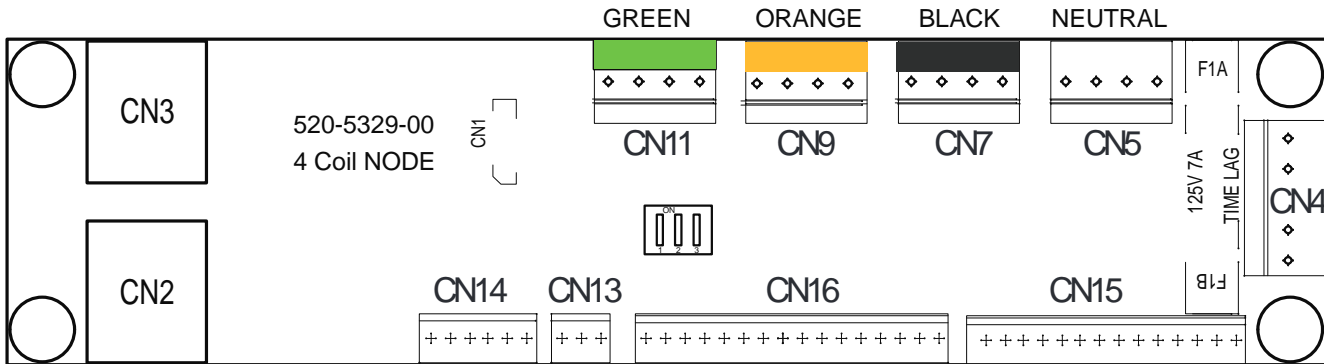 GREEN ORANGE BLACK NEUTRAL
F1A
CN3
520-5329-00
4 Coil NODE
CN1
CN11 CN9 CN7 CN5
125V 7A
TIME LAG
CN4
ON
1 2 3
CN2
CN14 CN13 CN16 CN15
F1B